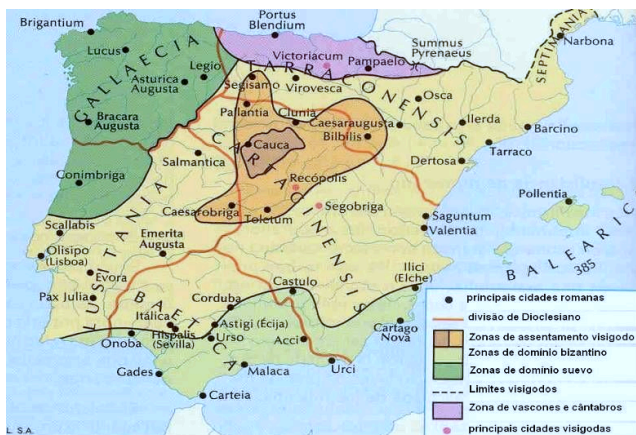 Brigantium
Portus
Blendium
Lucus
GALLAECIA
Legio
Asturica
Augusta
Bracara
Augusta
Conimbriga
Victoriacum
Pampaelo
Summus
Pyrenaeus
SEPTIMANIA
Narbona
TARRACONENSIS
Segisamo
Virovesca
Pallantia
Clunia
Osca
Caesaraugusta
Bilbilis
Ilerda
Barcino
Tarraco
Dertosa
Cauca
Salmantica
CARTACINENSIS
Recópolis
Caesarobriga
Toletum
Segobriga
Saguntum
Valentia
Pollentia
BALEARIC
385
Scallabis
Olisipo
(Lisboa)
Emerita
Augusta
LUSITANIA
Evora
Pax Julia
Ilici
(Elche)
Castulo
Corduba
BAETICA
Itálica
Hispalis
(Sevilla)
Astigi (Écija)
Urso
Onoba
Acci
Cartago
Nová
Urci
Gades
Malaca
Carteia
principais cidades romanas
divisão de Dioclesiano
Zonas de assentamento visigodo
Zonas de domínio bizantino
Zonas de domínio suevo
Limites visigodos
Zona de vascones e cântabros
principais cidades visigodas
L. S.A.